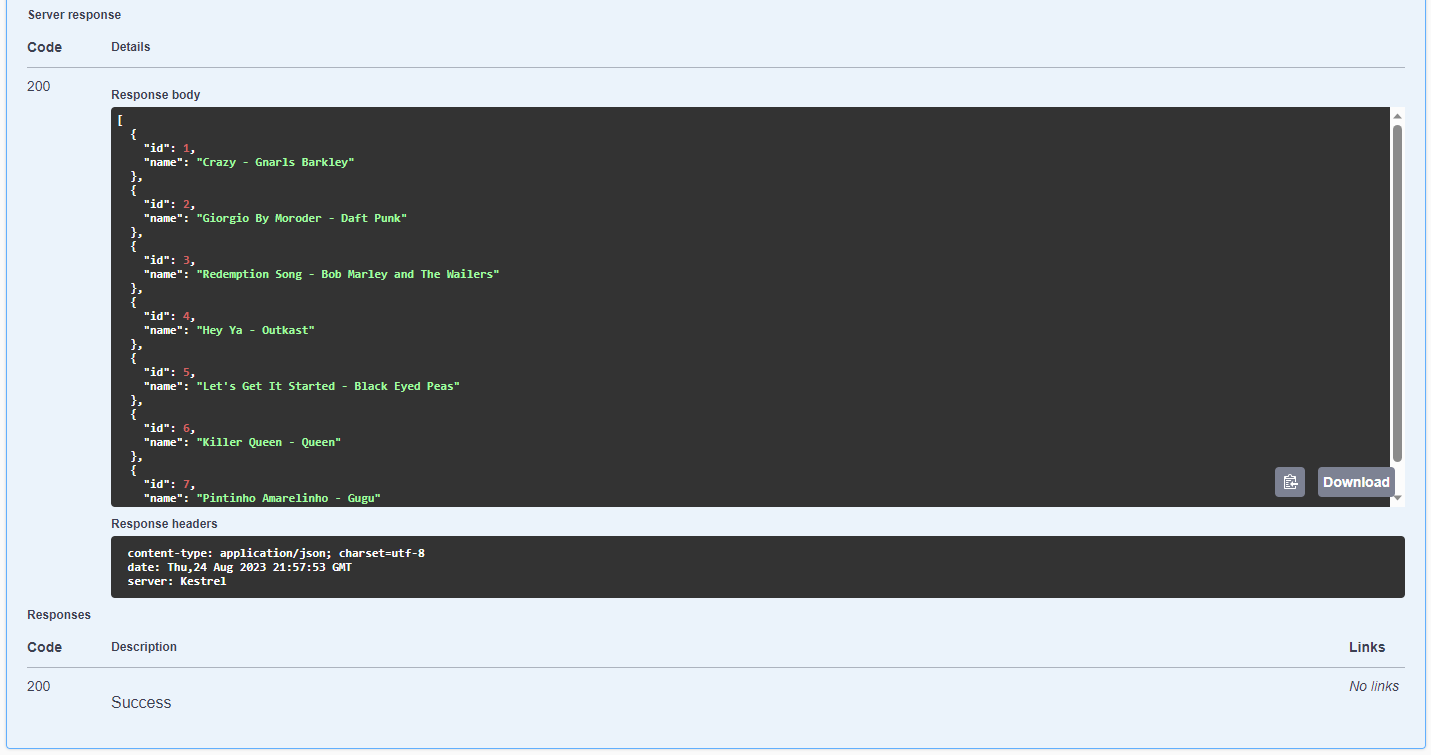 Server response
Code Details
200
Response body
[
  {
    "id": 1,
    "name": "Crazy - Gnarls Barkley"
  },
  {
    "id": 2,
    "name": "Giorgio By Moroder - Daft Punk"
  },
  {
    "id": 3,
    "name": "Redemption Song - Bob Marley and The Wailers"
  },
  {
    "id": 4,
    "name": "Hey Ya - Outkast"
  },
  {
    "id": 5,
    "name": "Let's Get It Started - Black Eyed Peas"
  },
  {
    "id": 6,
    "name": "Killer Queen - Queen"
  },
  {
    "id": 7,
    "name": "Pintinho Amarelinho - Gugu"
Download
Response headers
content-type: application/json; charset=utf-8
date: Thu,24 Aug 2023 21:57:53 GMT
server: Kestrel
Responses
Code Description Links
200 No links
Success